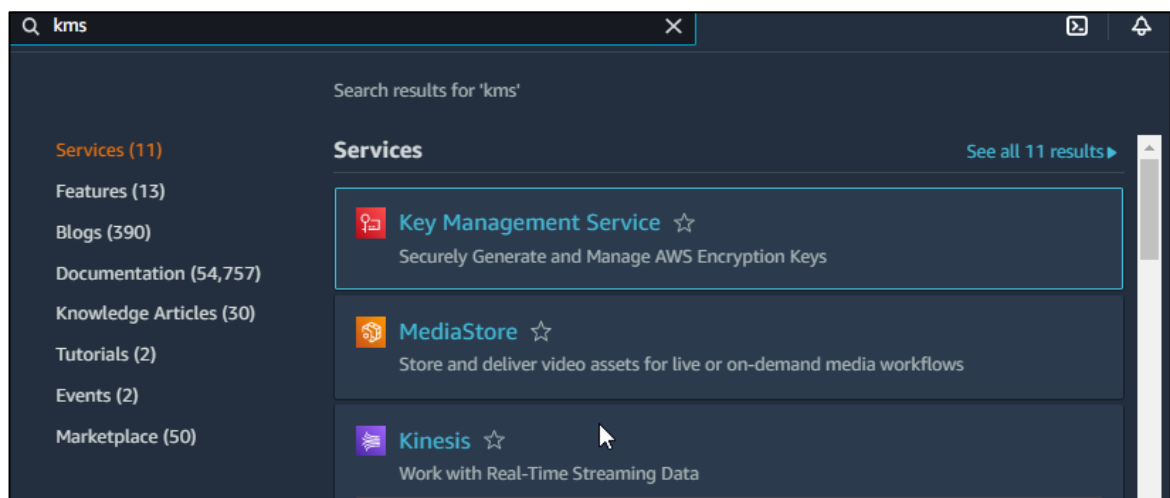 kms
Search results for 'kms'
Services (11)
Features (13)
Blogs (390)
Documentation (54,757)
Knowledge Articles (30)
Tutorials (2)
Events (2)
Marketplace (50)
Services
See all 11 results
Key Management Service
Securely Generate and Manage AWS Encryption Keys
MediaStore
Store and deliver video assets for live or on-demand media workflows
Kinesis
Work with Real-Time Streaming Data